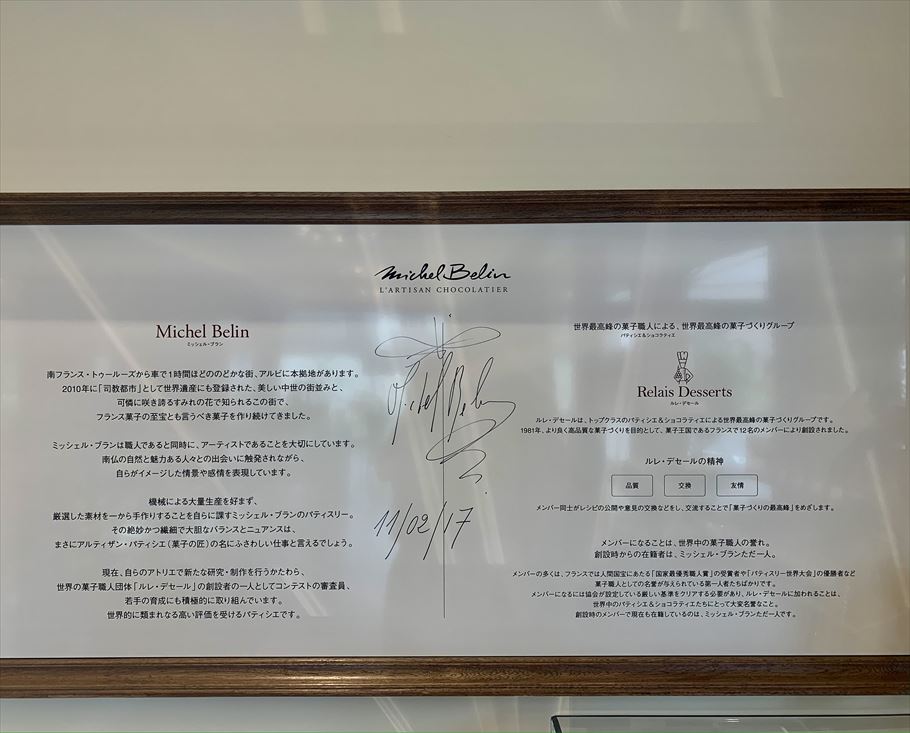 michel Belin
L'ARTISAN CHOCOLATIER
Michel Belin
ミッシェル・ブラン
南フランス・トゥールーズから車で1時間ほどののどかな街、アルビに本拠地があります。
2010年に「司教都市」として世界遺産にも登録された、美しい中世の街並みと、
可憐に咲き誇るすみれの花で知られるこの街で、
フランス菓子の至宝とも言うべき菓子を作り続けてきました。
ミッシェル・ブランは職人であると同時に、アーティストであることを大切にしています。
南仏の自然と魅力ある人々との出会いに触発されながら、
自らがイメージした情景や感情を表現しています。
機械による大量生産を好まず、
厳選した素材を一から手作りすることを自らに課すミッシェル・ブランのパティスリー。
その絶妙かつ繊細で大胆なバランスとニュアンスは、
まさにアルティザン・パティシエ（菓子の匠）の名にふさわしい仕事と言えるでしょう。
現在、自らのアトリエで新たな研究・制作を行うかたわら、
世界の菓子職人団体「ルレ・デセール」の創設者の一人としてコンテストの審査員、
若手の育成にも積極的に取り組んでいます。
世界的に類まれなる高い評価を受けるパティシエです。
Michel Belin
11/02/17
世界最高峰の菓子職人による、世界最高峰の菓子づくりグループ
パティシエ＆ショコラティエ
Relais Desserts
ルレ・デセール
ルレ・デセールは、トップクラスのパティシエ＆ショコラティエによる世界最高峰の菓子づくりグループです。
1981年、より良く高品質な菓子づくりを目的として、菓子王国であるフランスで12名のメンバーにより創設されました。
ルレ・デセールの精神
品質 交換 友情
メンバー同士がレシピの公開や意見の交換などをし、交流することで「菓子づくりの最高峰」をめざします。
メンバーになることは、世界中の菓子職人の誉れ。
創設時からの在籍者は、ミッシェル・ブランただ一人。
メンバーの多くは、フランスでは人間国宝にあたる「国家最優秀職人賞」の受賞者や「パティスリー世界大会」の優勝者など
菓子職人としての名誉が与えられている第一人者たちばかりです。
メンバーになるには協会が設定している厳しい基準をクリアする必要があり、ルレ・デセールに加われることは、
世界中のパティシエ＆ショコラティエたちにとって大変名誉なこと。
創設時のメンバーで現在も在籍しているのは、ミッシェル・ブランただ一人です。